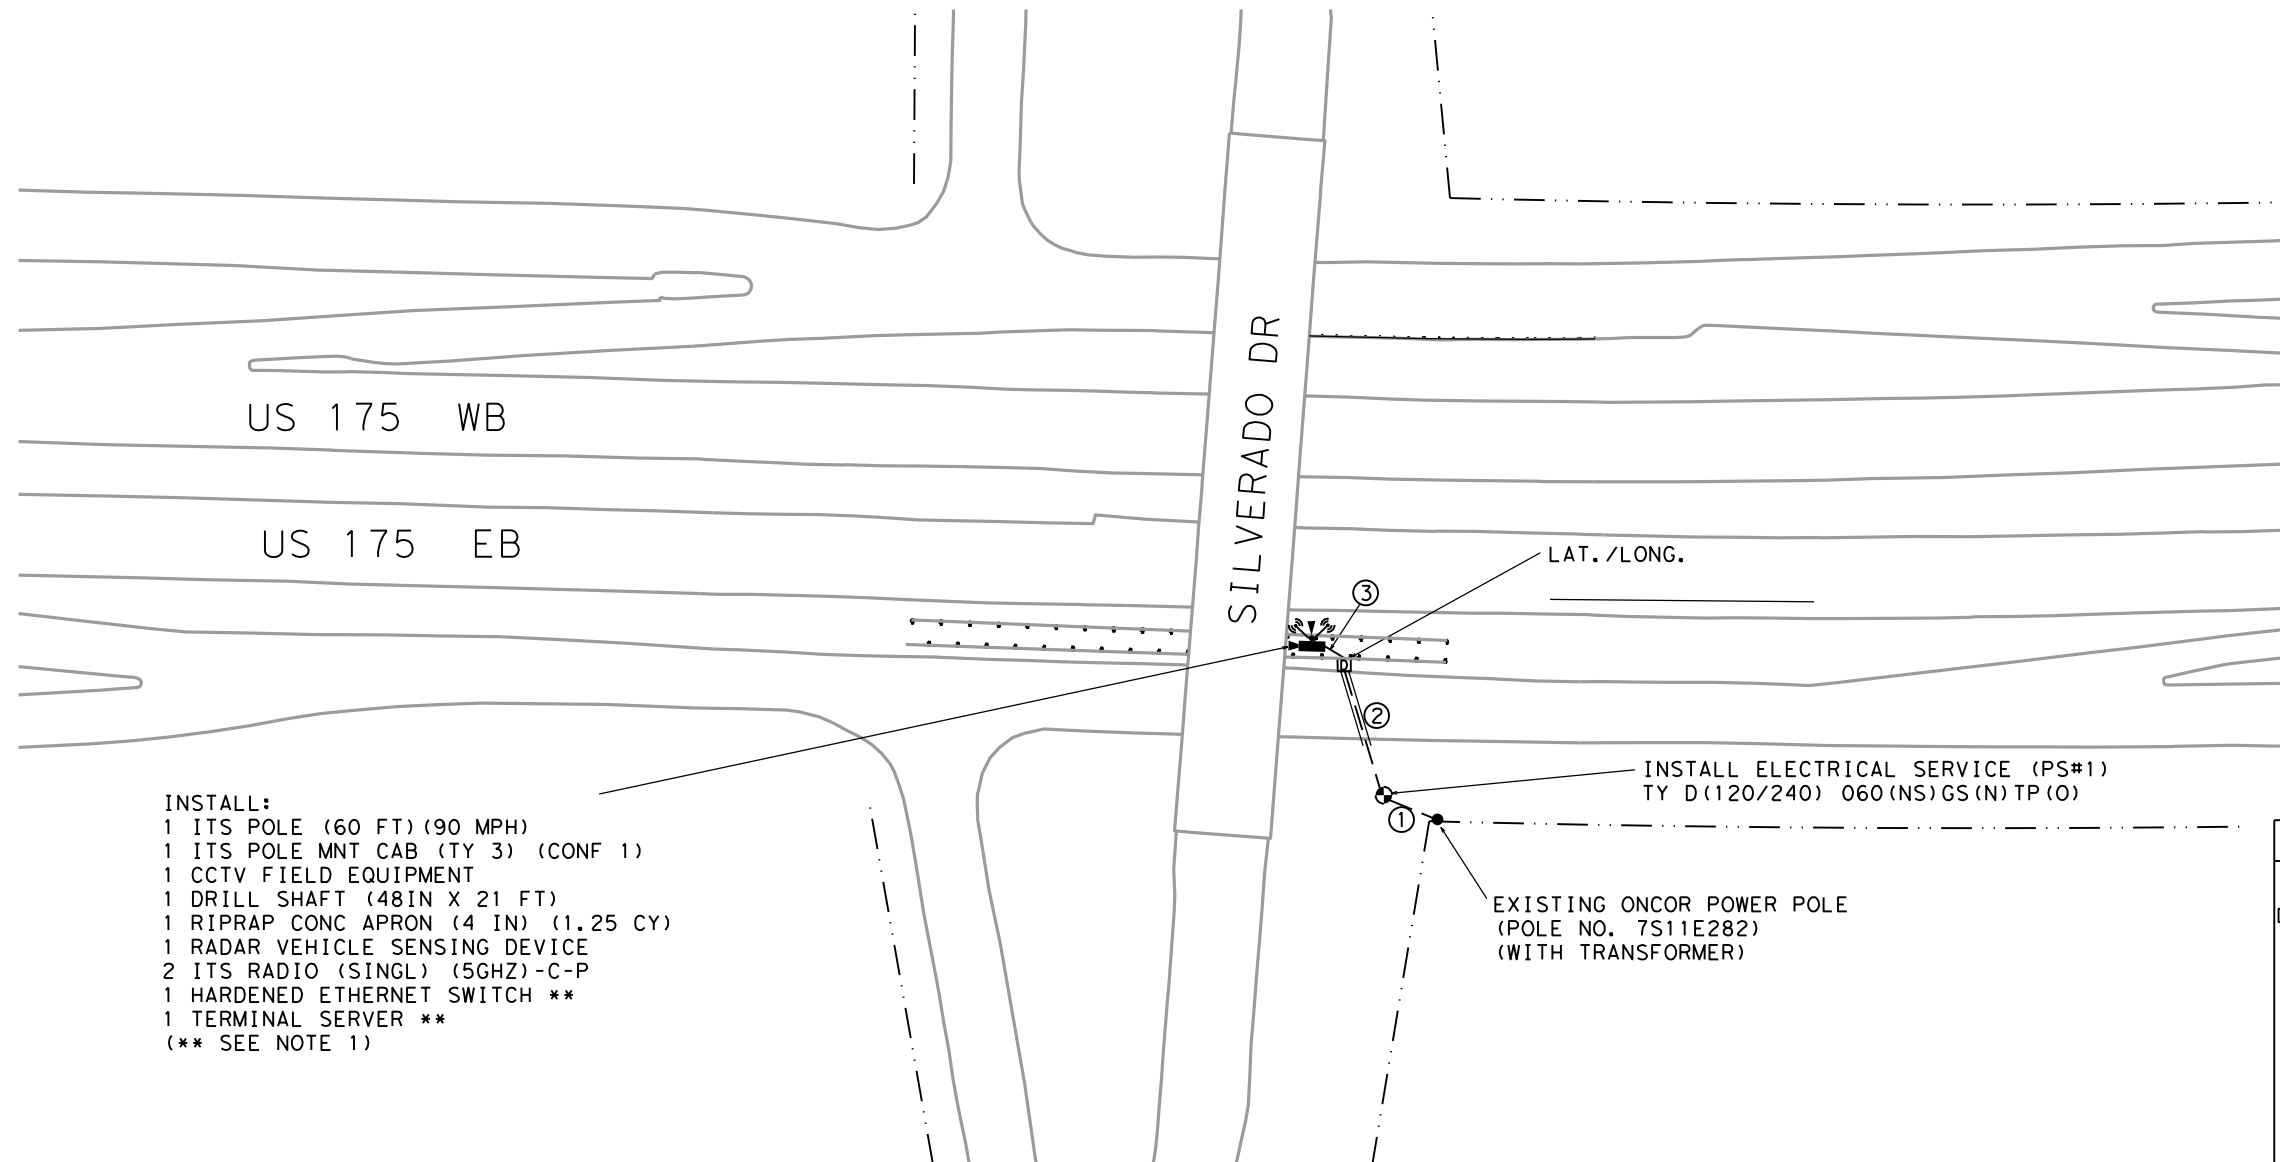 SILVERADO DR
US 175 WB
US 175 EB
LAT./LONG.
3
D
2
INSTALL ELECTRICAL SERVICE (PS#1)
TY D(120/240) 060(NS)GS(N)TP(O)
1
INSTALL:
1 ITS POLE (60 FT)(90 MPH)
1 ITS POLE MNT CAB (TY 3) (CONF 1)
1 CCTV FIELD EQUIPMENT
1 DRILL SHAFT (48IN X 21 FT)
1 RIPRAP CONC APRON (4 IN) (1.25 CY)
1 RADAR VEHICLE SENSING DEVICE
2 ITS RADIO (SINGL) (5GHZ)-C-P
1 HARDENED ETHERNET SWITCH **
1 TERMINAL SERVER **
(** SEE NOTE 1)
EXISTING ONCOR POWER POLE
(POLE NO. 7S11E282)
(WITH TRANSFORMER)